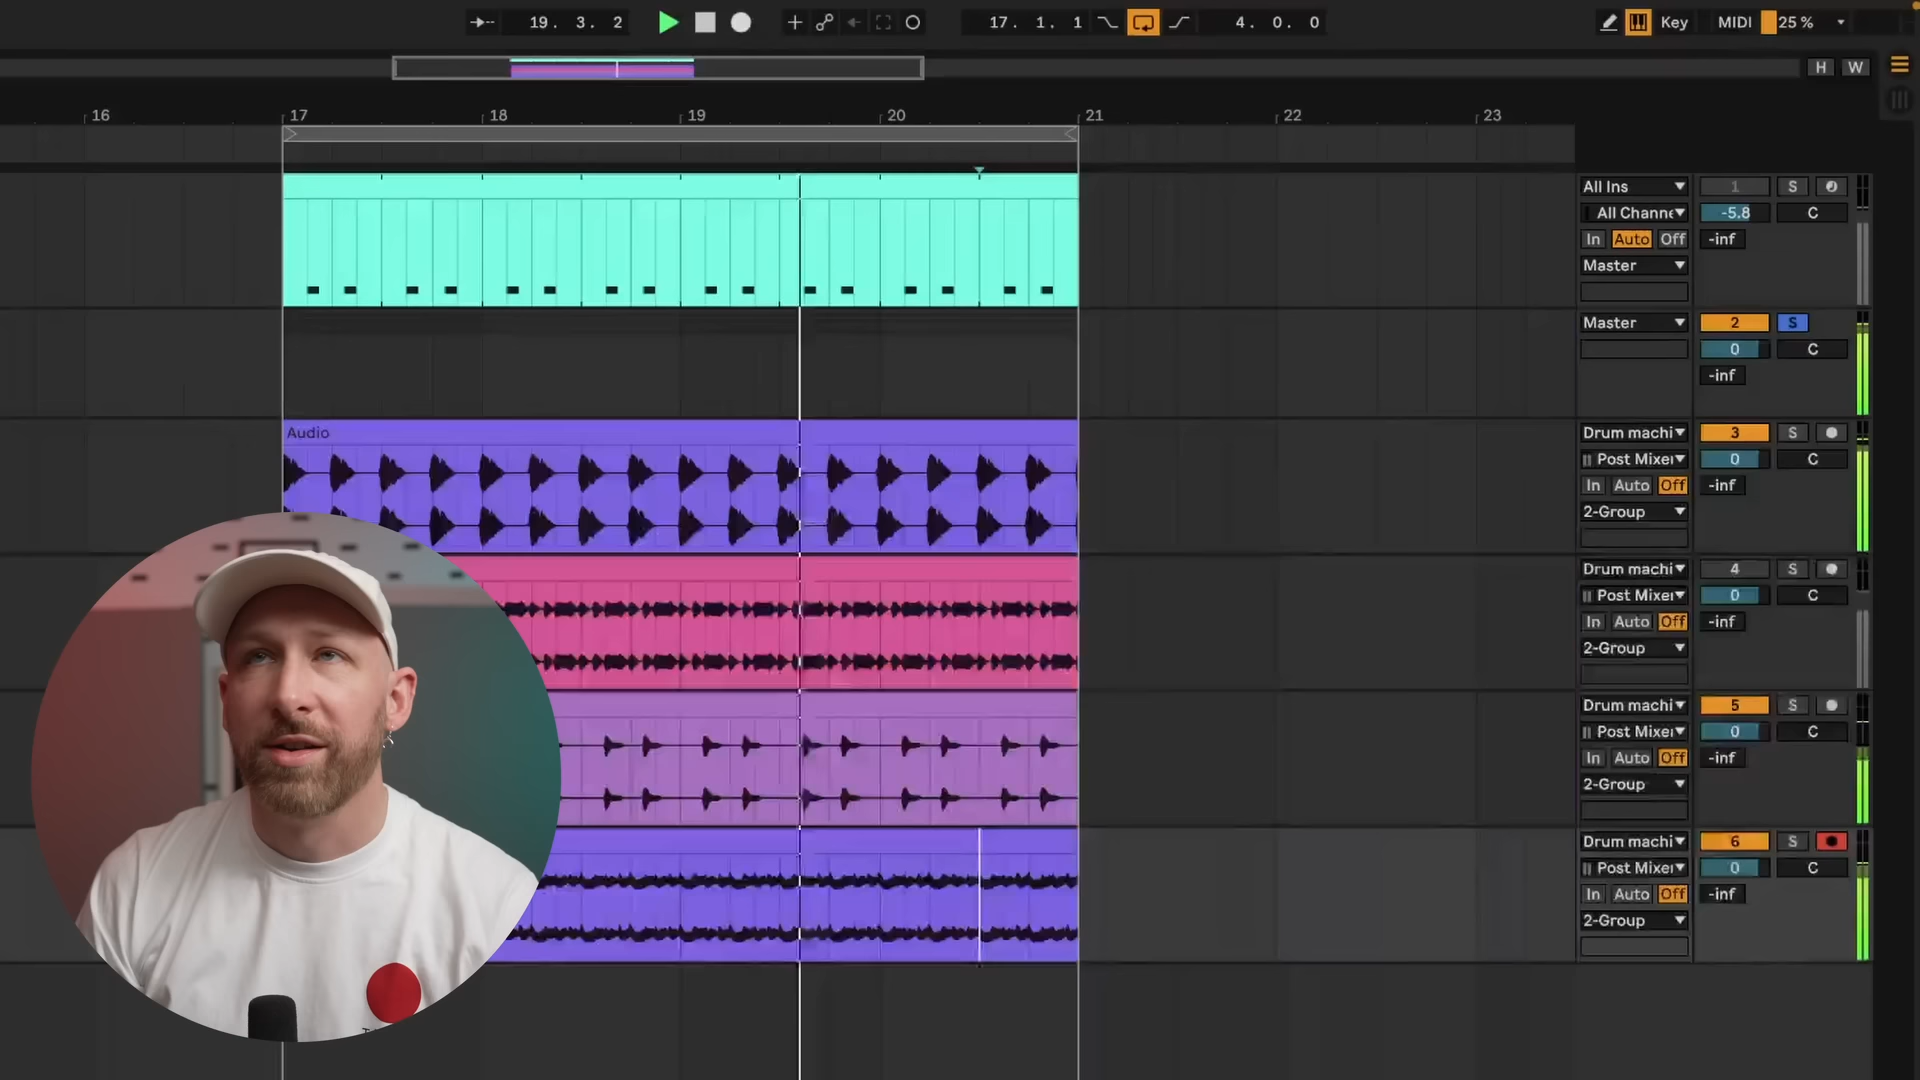 19. 3. 2
17. 1. 1
4. 0. 0
Key
MIDI
25 %
H
W
16
17
18
19
20
21
22
23
All Ins
1
S
All Channe
-5.8
C
In
Auto
Off
-inf
Master
Master
2
S
0
C
-inf
Audio
Drum machi
3
S
Post Mixer
0
C
In
Auto
Off
-inf
2-Group
Drum machi
4
S
Post Mixer
0
C
In
Auto
Off
-inf
2-Group
Drum machi
5
S
Post Mixer
0
C
In
Auto
Off
-inf
2-Group
Drum machi
6
S
Post Mixer
0
C
In
Auto
Off
-inf
2-Group